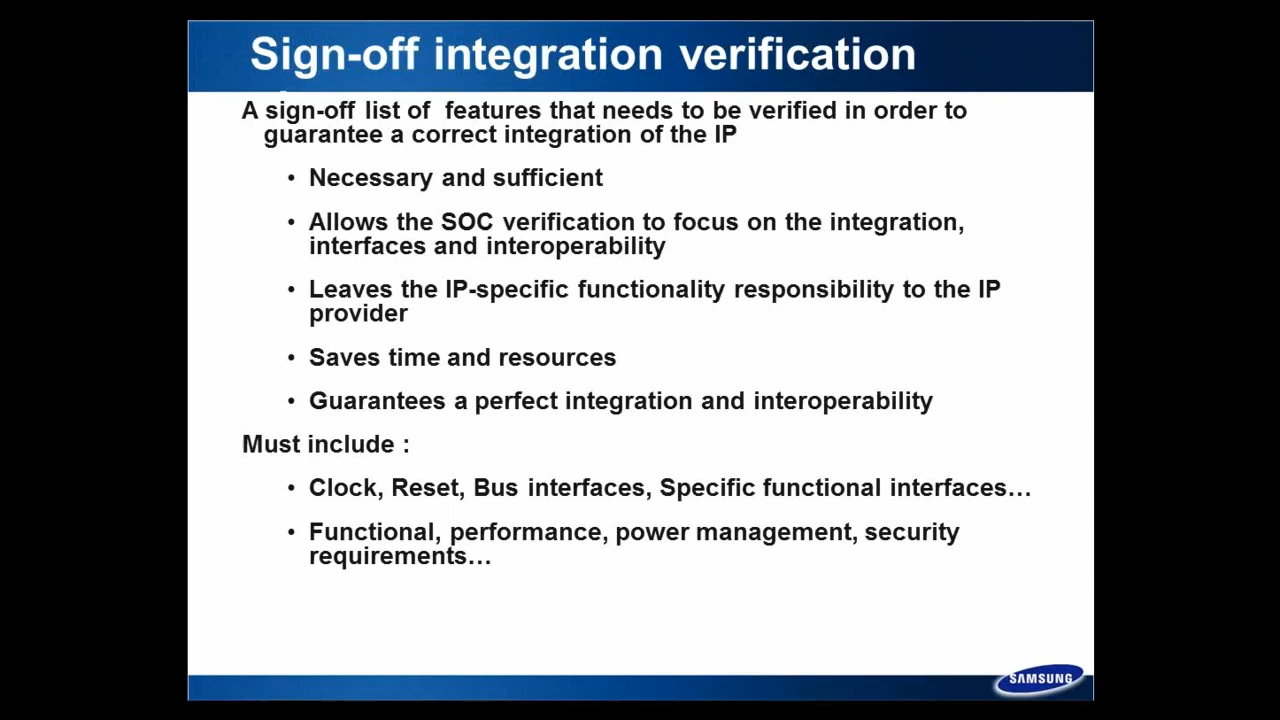 Sign-off integration verification
A sign-off list of features that needs to be verified in order to
guarantee a correct integration of the IP
• Necessary and sufficient
• Allows the SOC verification to focus on the integration,
interfaces and interoperability
• Leaves the IP-specific functionality responsibility to the IP
provider
• Saves time and resources
• Guarantees a perfect integration and interoperability
Must include :
• Clock, Reset, Bus interfaces, Specific functional interfaces…
• Functional, performance, power management, security
requirements…
SAMSUNG